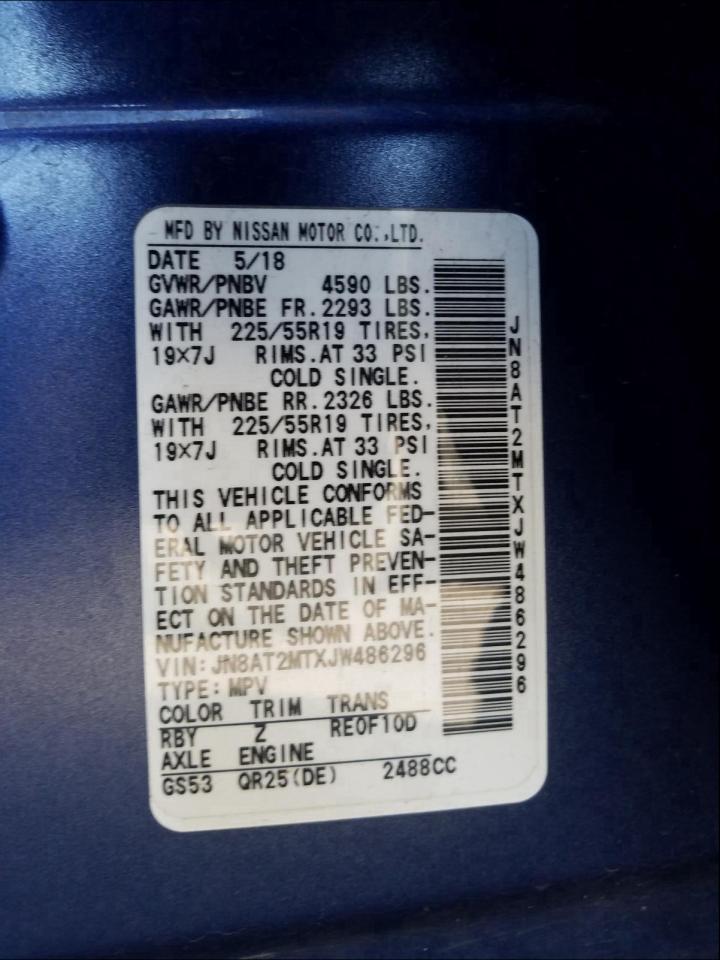 MFD BY NISSAN MOTOR CO.,LTD.
DATE 5/18
GVWR/PNBV 4590 LBS.
GAWR/PNBE FR.2293 LBS.
WITH 225/55R19 TIRES,
19×7J RIMS.AT 33 PSI
COLD SINGLE.
GAWR/PNBE RR.2326 LBS.
WITH 225/55R19 TIRES,
19×7J RIMS.AT 33 PSI
COLD SINGLE.
THIS VEHICLE CONFORMS
TO ALL APPLICABLE FED-
ERAL MOTOR VEHICLE SA-
FETY AND THEFT PREVEN-
TION STANDARDS IN EFF-
ECT ON THE DATE OF MA-
NUFACTURE SHOWN ABOVE.
VIN:JN8AT2MTXJW486296
TYPE:MPV
COLOR TRIM TRANS
RBY Z RE0F10D
AXLE ENGINE
GS53 QR25(DE) 2488CC
JN8AT2MTXJW486296